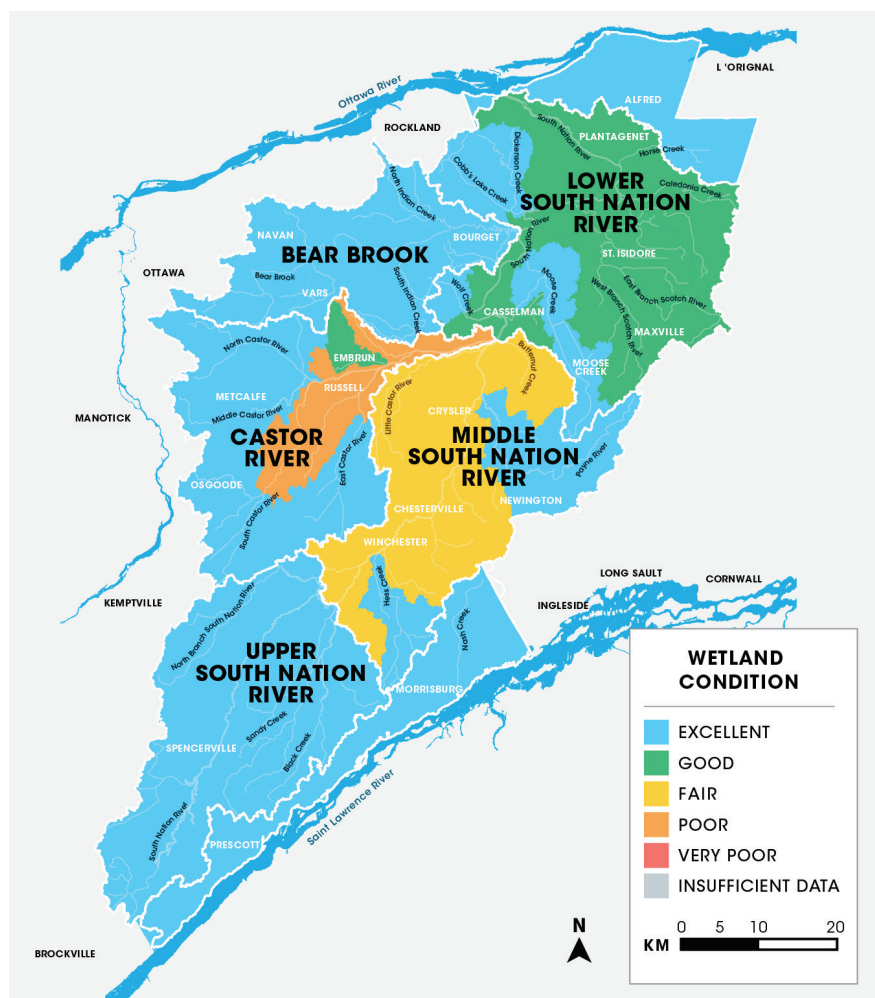 L 'ORIGNAL
Ottawa River
ALFRED
ROCKLAND
South Nation River
PLANTAGENET
Dickenson Creek
Horse Creek
Cobb's Lake Creek
North Indian Creek
LOWER
SOUTH NATION
RIVER
Caledonia Creek
NAVAN
BOURGET
South Nation River
BEAR BROOK
ST. ISIDORE
OTTAWA
Bear Brook
South Indian Creek
Wolf Creek
Moose Creek
East Branch Scotch River
West Branch Scotch River
VARS
CASSELMAN
MAXVILLE
North Castor River
EMBRUN
Butternut Creek
MOOSE
CREEK
RUSSELL
Little Castor River
METCALFE
Middle Castor River
CRYSLER
MANOTICK
CASTOR
RIVER
East Castor River
MIDDLE
SOUTH NATION
RIVER
Payne River
OSGOODE
South Castor River
NEWINGTON
CHESTERVILLE
WINCHESTER
LONG SAULT
CORNWALL
Hess Creek
KEMPTVILLE
INGLESIDE
North Branch South Nation River
Nash Creek
UPPER
SOUTH NATION
RIVER
MORRISBURG
Sandy Creek
SPENCERVILLE
Black Creek
South Nation River
Saint Lawrence River
PRESCOTT
BROCKVILLE
WETLAND
CONDITION
EXCELLENT
GOOD
FAIR
POOR
VERY POOR
INSUFFICIENT DATA
N
0 5 10 20
KM